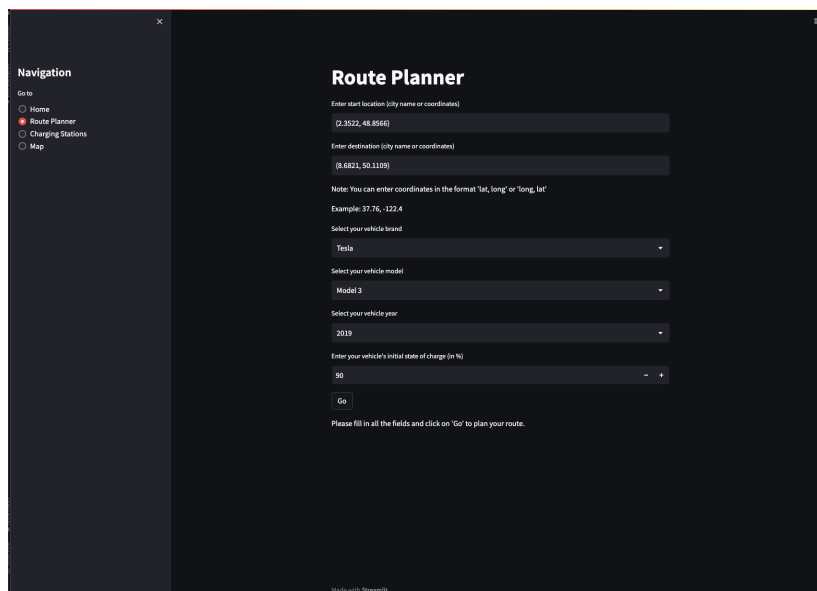 Navigation
Go to
Home
Route Planner
Charging Stations
Map
Route Planner
Enter start location (city name or coordinates)
(2.3522, 48.8566)
Enter destination (city name or coordinates)
(8.6821, 50.1109)
Note: You can enter coordinates in the format 'lat, long' or 'long, lat'
Example: 37.76, -122.4
Select your vehicle brand
Tesla
Select your vehicle model
Model 3
Select your vehicle year
2019
Enter your vehicle's initial state of charge (in %)
90
Go
Please fill in all the fields and click on 'Go' to plan your route.
Made with Streamlit